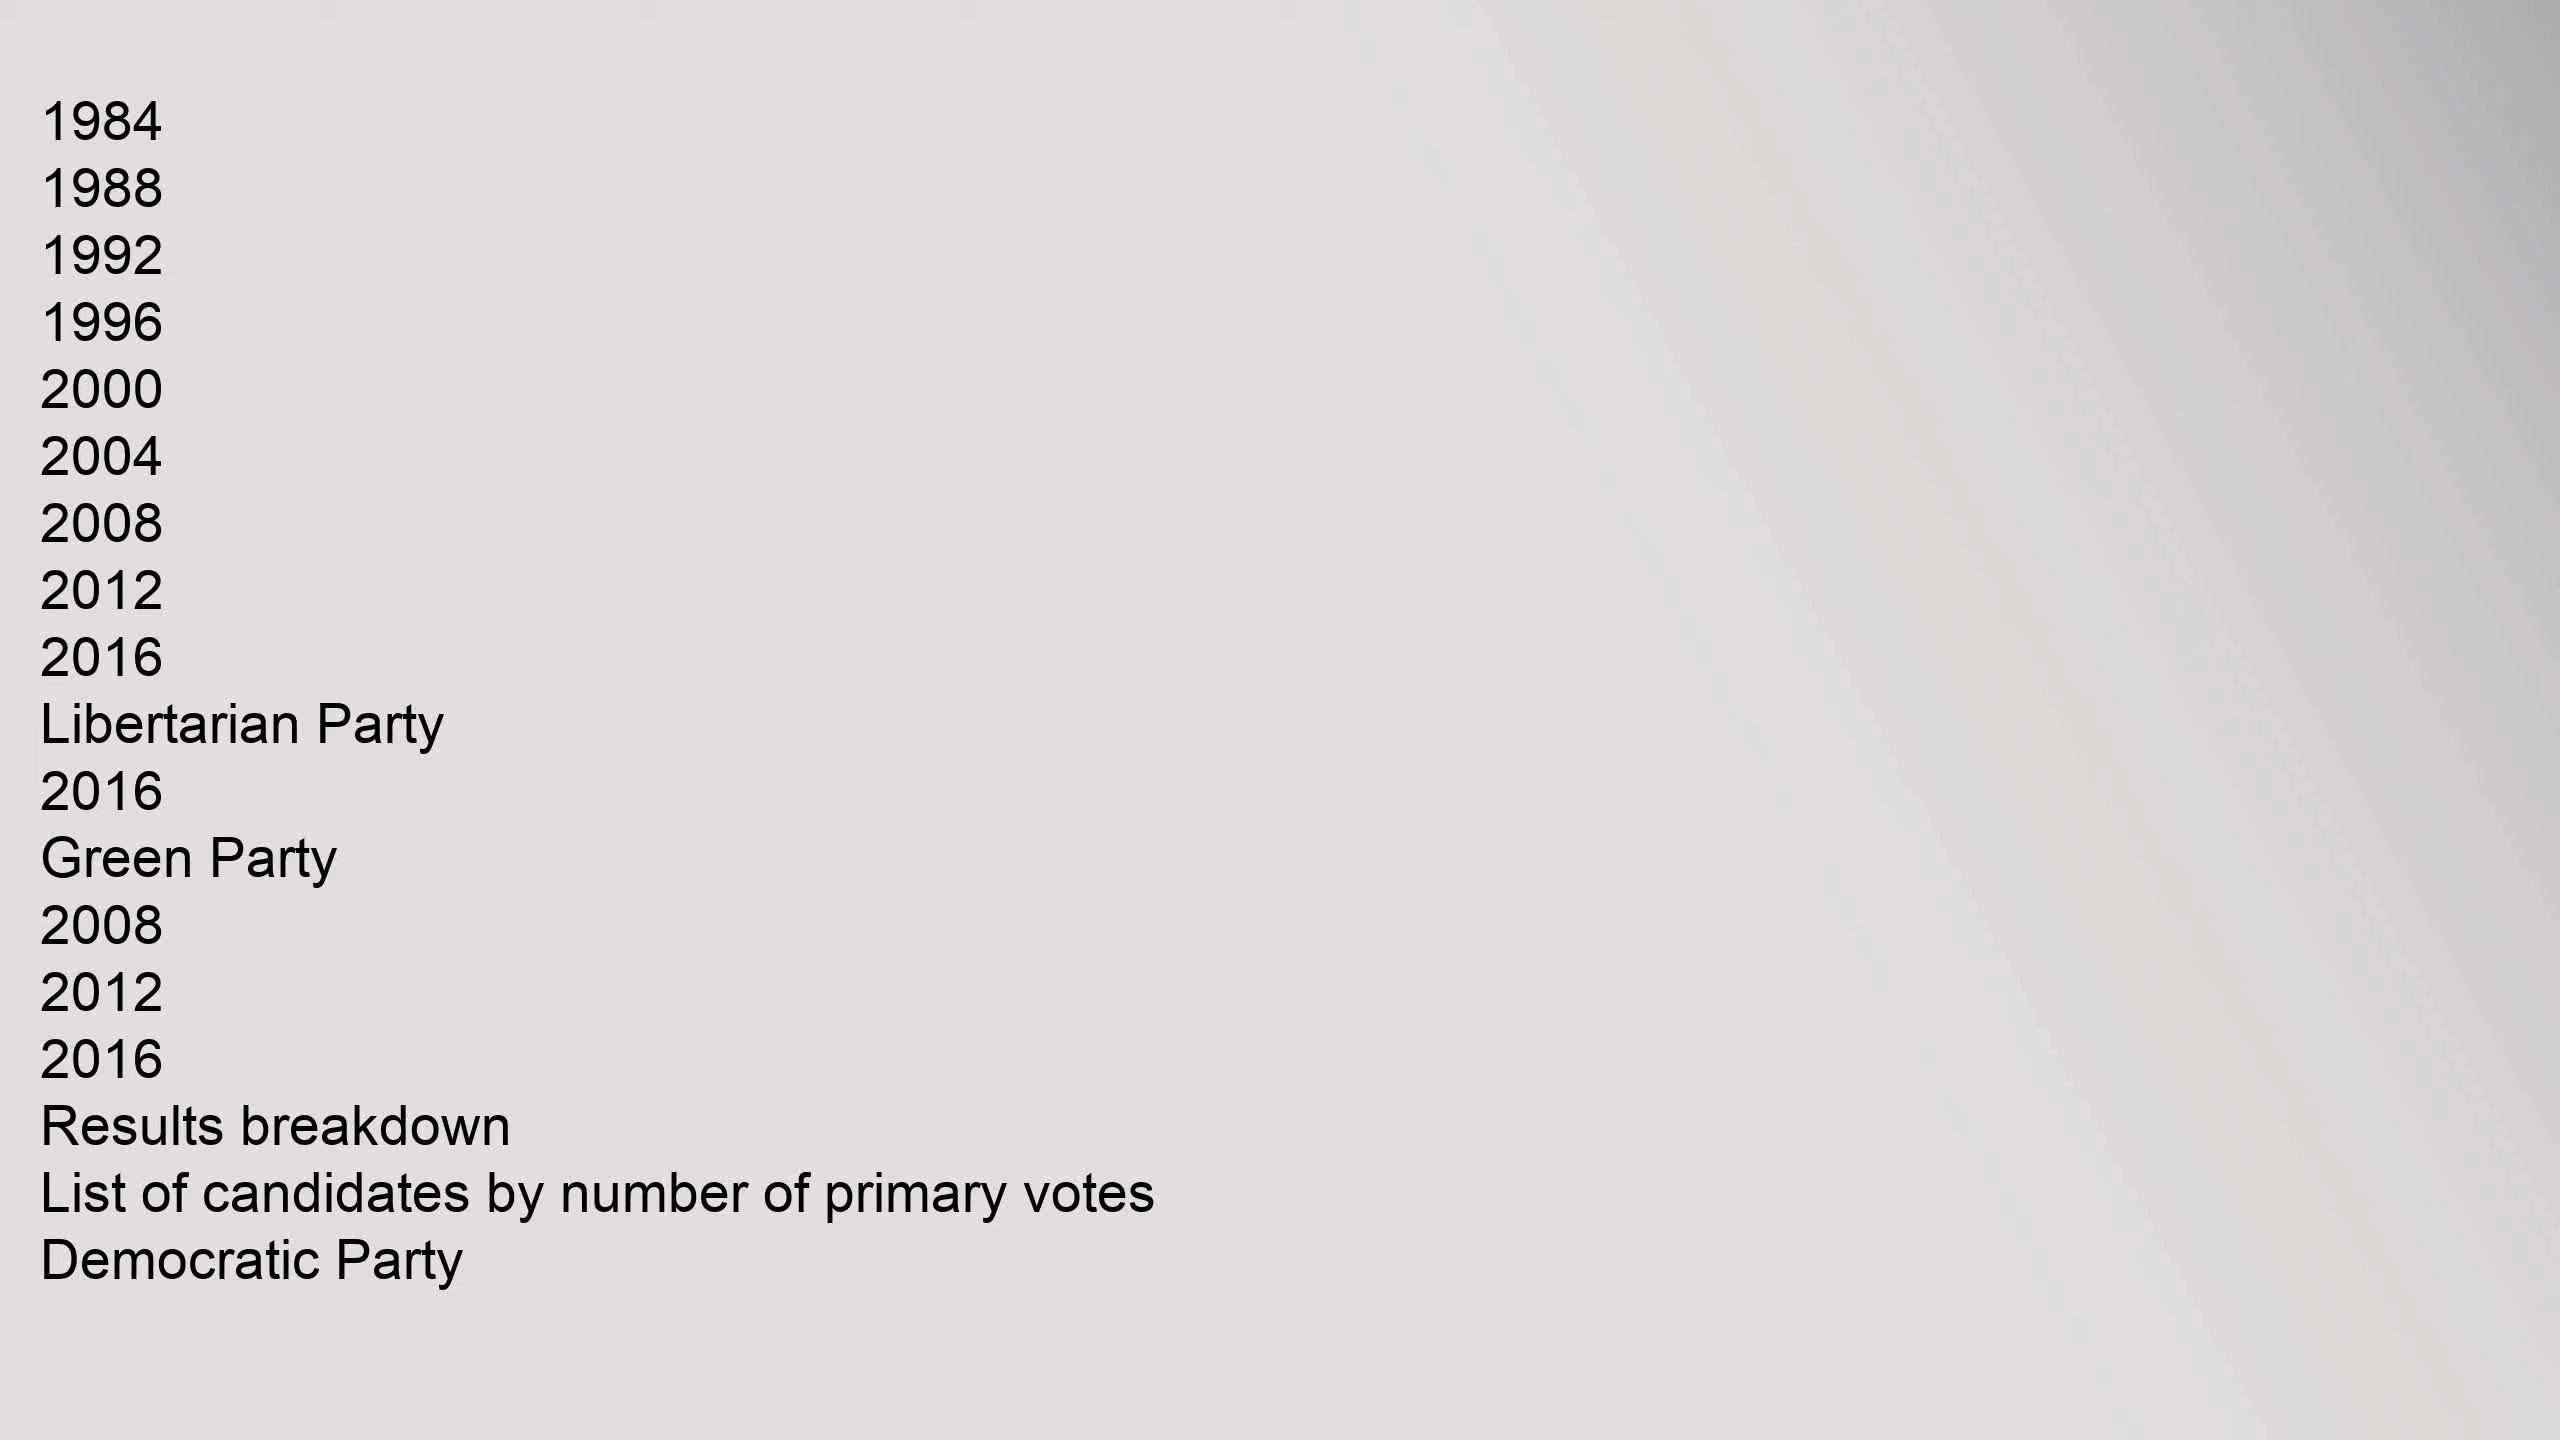 1984
1988
1992
1996
2000
2004
2008
2012
2016
Libertarian Party
2016
Green Party
2008
2012
2016
Results breakdown
List of candidates by number of primary votes
Democratic Party